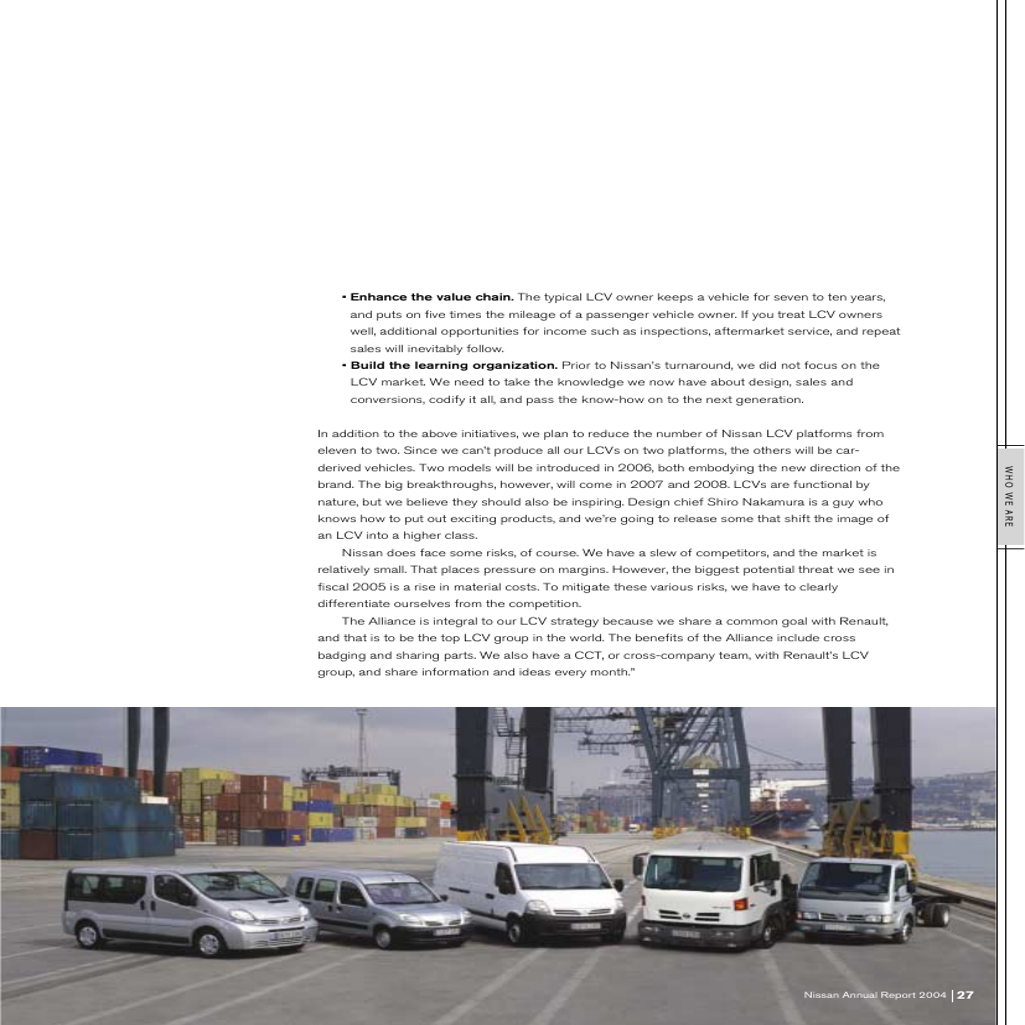 ▪ Enhance the value chain. The typical LCV owner keeps a vehicle for seven to ten years,
and puts on five times the mileage of a passenger vehicle owner. If you treat LCV owners
well, additional opportunities for income such as inspections, aftermarket service, and repeat
sales will inevitably follow.
▪ Build the learning organization. Prior to Nissan's turnaround, we did not focus on the
LCV market. We need to take the knowledge we now have about design, sales and
conversions, codify it all, and pass the know-how on to the next generation.
In addition to the above initiatives, we plan to reduce the number of Nissan LCV platforms from
eleven to two. Since we can't produce all our LCVs on two platforms, the others will be car-
derived vehicles. Two models will be introduced in 2006, both embodying the new direction of the
brand. The big breakthroughs, however, will come in 2007 and 2008. LCVs are functional by
nature, but we believe they should also be inspiring. Design chief Shiro Nakamura is a guy who
knows how to put out exciting products, and we're going to release some that shift the image of
an LCV into a higher class.
Nissan does face some risks, of course. We have a slew of competitors, and the market is
relatively small. That places pressure on margins. However, the biggest potential threat we see in
fiscal 2005 is a rise in material costs. To mitigate these various risks, we have to clearly
differentiate ourselves from the competition.
The Alliance is integral to our LCV strategy because we share a common goal with Renault,
and that is to be the top LCV group in the world. The benefits of the Alliance include cross
badging and sharing parts. We also have a CCT, or cross-company team, with Renault's LCV
group, and share information and ideas every month."
WHO WE ARE
Nissan Annual Report 2004 | 27